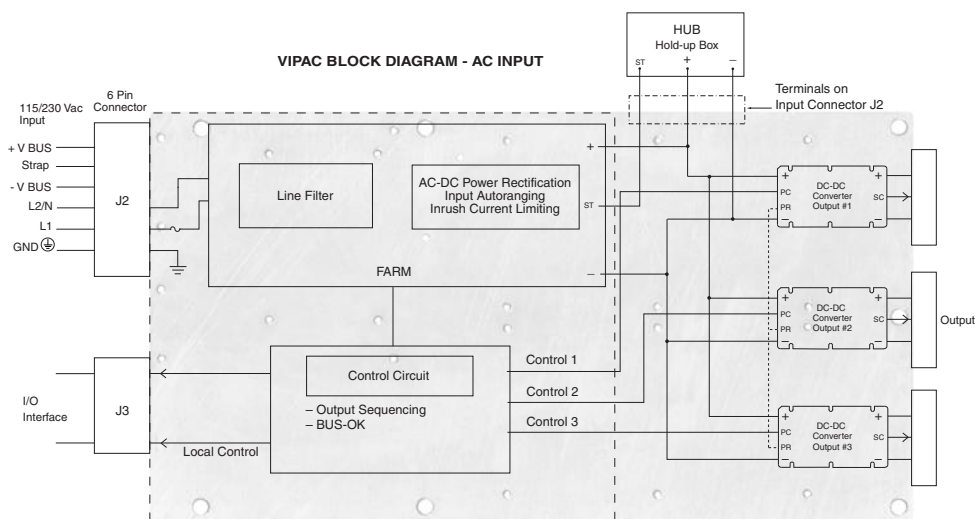 HUB
Hold-up Box
ST + –
VIPAC BLOCK DIAGRAM - AC INPUT
Terminals on
Input Connector J2
6 Pin
Connector
115/230 Vac
Input
+ V BUS
Strap
- V BUS
L2/N
L1
GND
J2
Line Filter
AC-DC Power Rectification
Input Autoranging
Inrush Current Limiting
+
ST
–
FARM
+
PC
PR
–
DC-DC
Converter
Output #1
+
SC
–
+
PC
PR
–
DC-DC
Converter
Output #2
+
SC
–
Output
+
PC
PR
–
DC-DC
Converter
Output #3
+
SC
–
Control Circuit
– Output Sequencing
– BUS-OK
Control 1
Control 2
Control 3
I/O
Interface
J3
Local Control